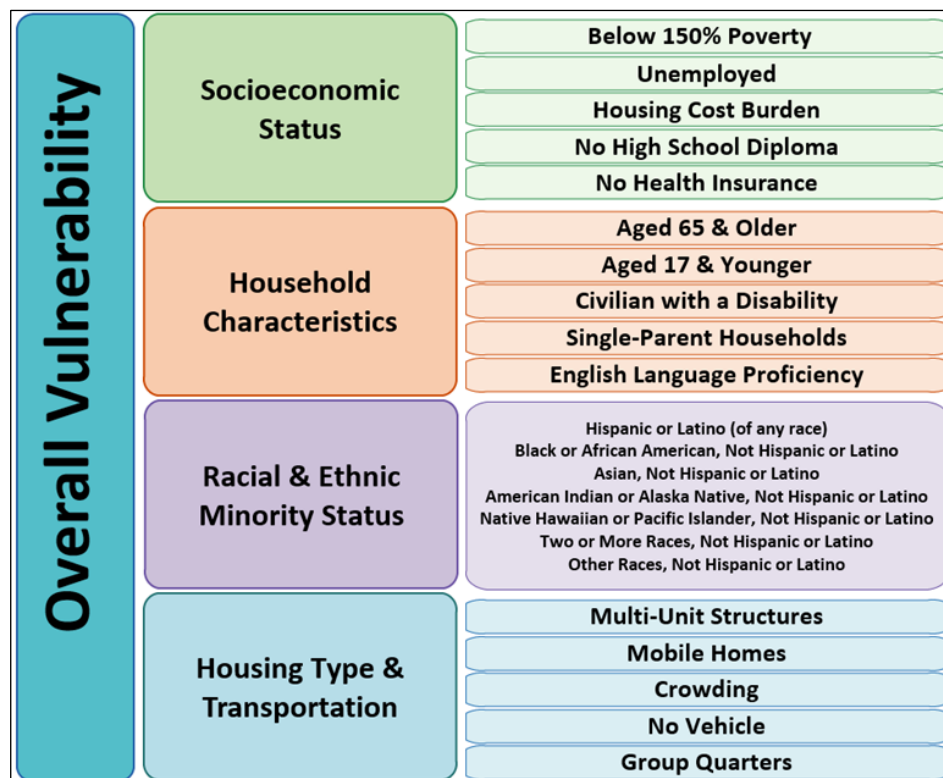 Overall Vulnerability
Socioeconomic
Status
Below 150% Poverty
Unemployed
Housing Cost Burden
No High School Diploma
No Health Insurance
Household
Characteristics
Aged 65 & Older
Aged 17 & Younger
Civilian with a Disability
Single-Parent Households
English Language Proficiency
Racial & Ethnic
Minority Status
Hispanic or Latino (of any race)
Black or African American, Not Hispanic or Latino
Asian, Not Hispanic or Latino
American Indian or Alaska Native, Not Hispanic or Latino
Native Hawaiian or Pacific Islander, Not Hispanic or Latino
Two or More Races, Not Hispanic or Latino
Other Races, Not Hispanic or Latino
Housing Type &
Transportation
Multi-Unit Structures
Mobile Homes
Crowding
No Vehicle
Group Quarters